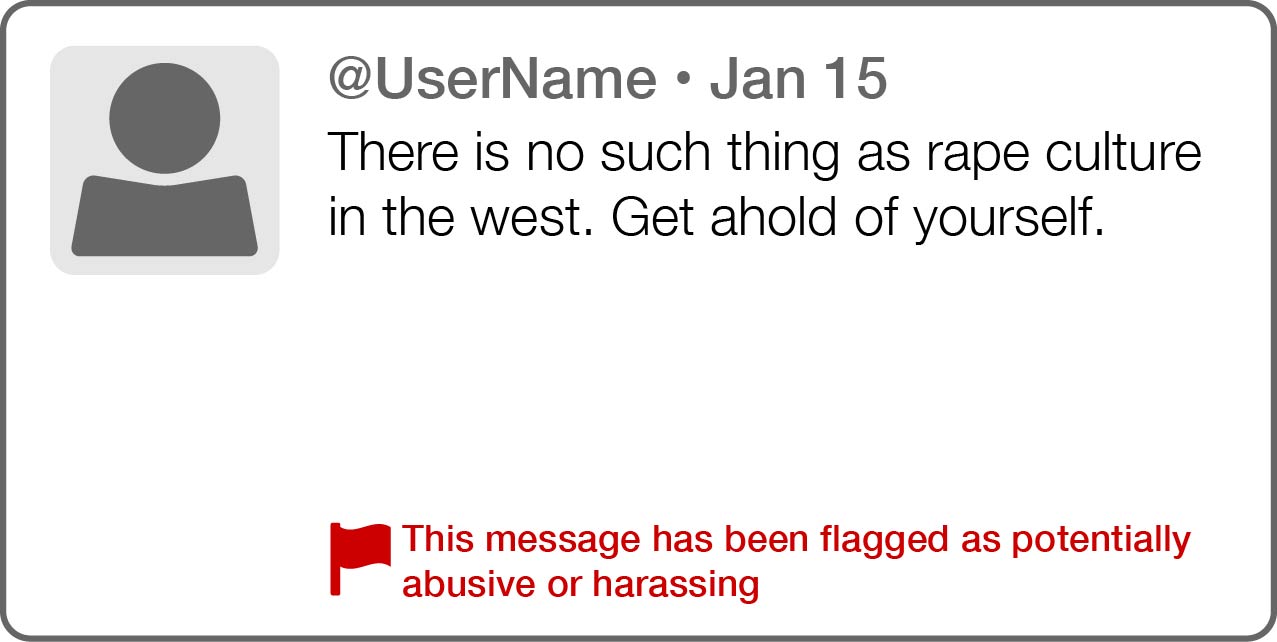 @UserName • Jan 15
There is no such thing as rape culture
in the west. Get ahold of yourself.
This message has been flagged as potentially
abusive or harassing